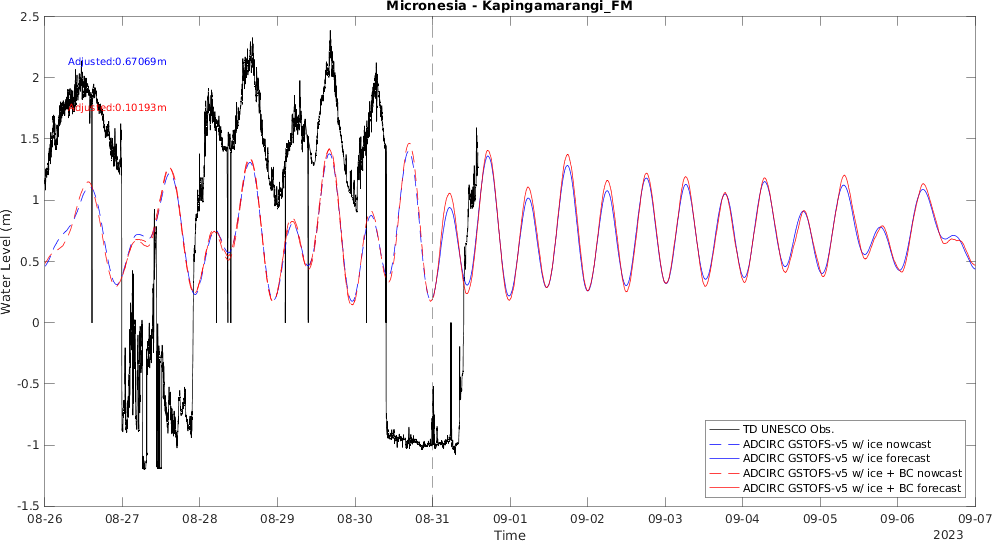 Micronesia - Kapingamarangi_FM
2.5
2
1.5
1
0.5
0
-0.5
-1
-1.5
Water Level (m)
Adjusted:0.67069m
Adjusted:0.10193m
TD UNESCO Obs.
ADCIRC GSTOFS-v5 w/ ice nowcast
ADCIRC GSTOFS-v5 w/ ice forecast
ADCIRC GSTOFS-v5 w/ ice + BC nowcast
ADCIRC GSTOFS-v5 w/ ice + BC forecast
08-26 08-27 08-28 08-29 08-30 08-31 09-01 09-02 09-03 09-04 09-05 09-06 09-07
Time
2023